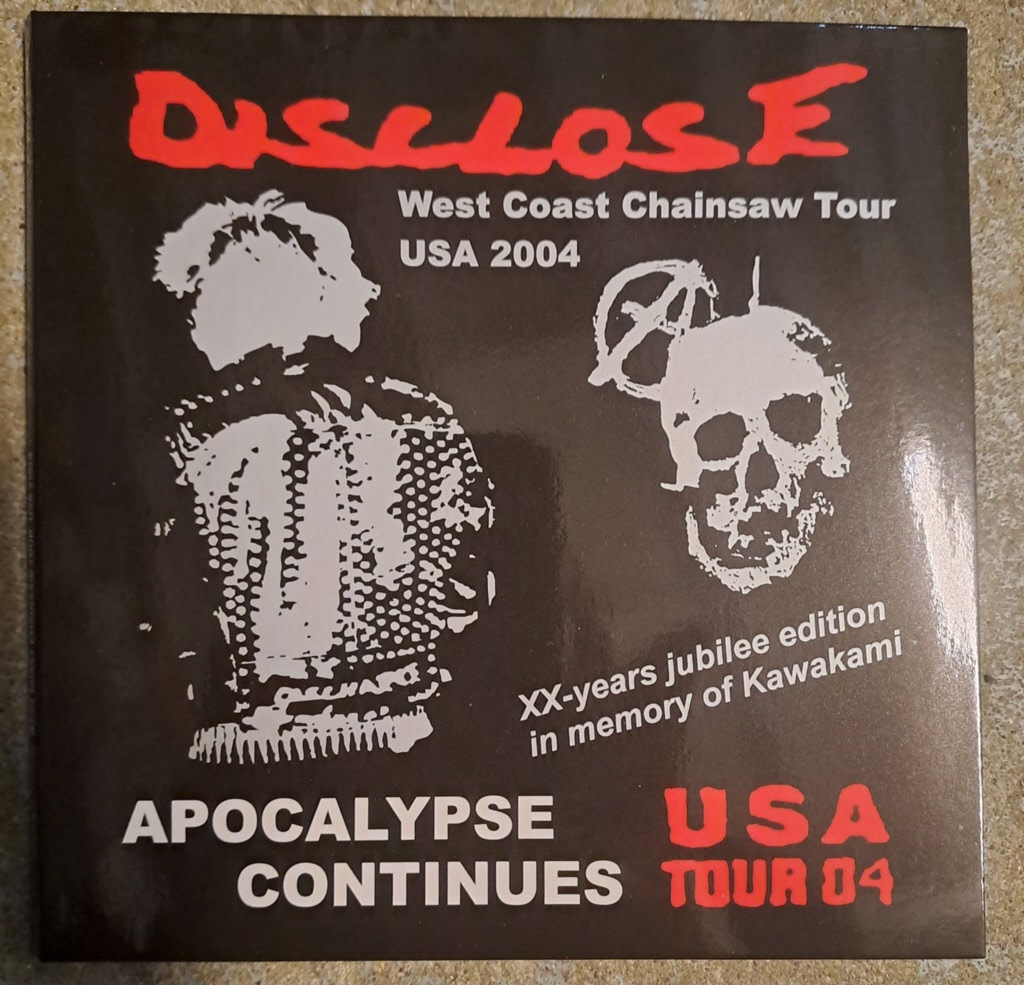 DISCLOSE
West Coast Chainsaw Tour
USA 2004
XX-years jubilee edition
in memory of Kawakami
APOCALYPSE
CONTINUES
USA
TOUR 04